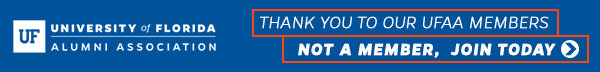 UF
UNIVERSITY of FLORIDA
ALUMNI ASSOCIATION
THANK YOU TO OUR UFAA MEMBERS
NOT A MEMBER, JOIN TODAY